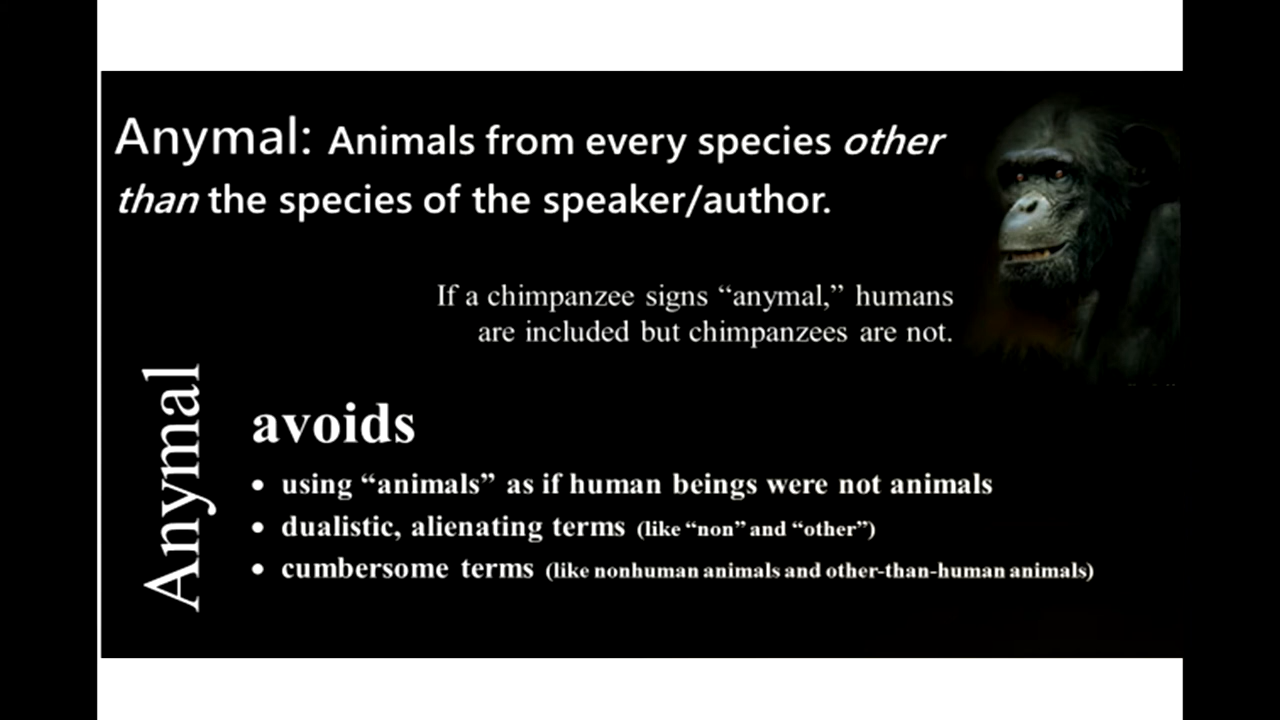 Anymal: Animals from every species other
than the species of the speaker/author.
If a chimpanzee signs “anymal,” humans
are included but chimpanzees are not.
Anymal
avoids
• using “animals” as if human beings were not animals
• dualistic, alienating terms (like “non” and “other”)
• cumbersome terms (like nonhuman animals and other-than-human animals)